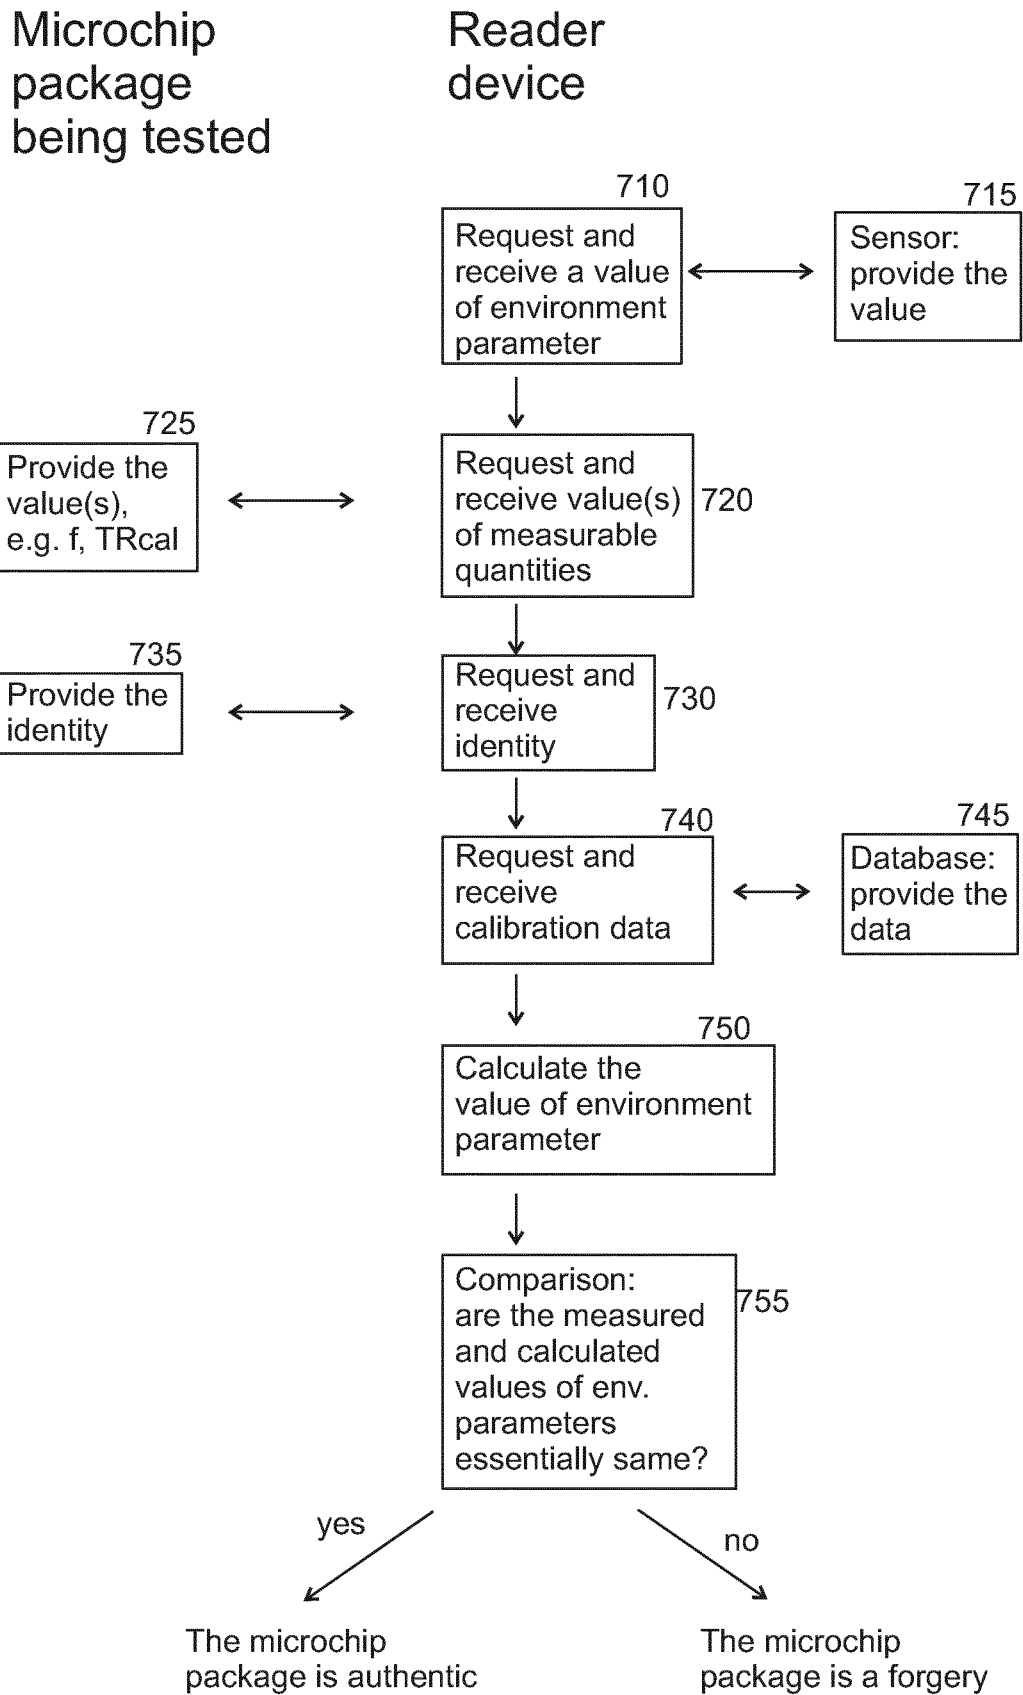 Microchip
package
being tested
Reader
device
710
Request and
receive a value
of environment
parameter
715
Sensor:
provide the
value
725
Provide the
value(s),
e.g. f, TRcal
Request and
receive value(s)
of measurable
quantities
720
735
Provide the
identity
Request and
receive
identity
730
740
Request and
receive
calibration data
745
Database:
provide the
data
750
Calculate the
value of environment
parameter
Comparison:
are the measured
and calculated
values of env.
parameters
essentially same?
755
yes
no
The microchip
package is authentic
The microchip
package is a forgery